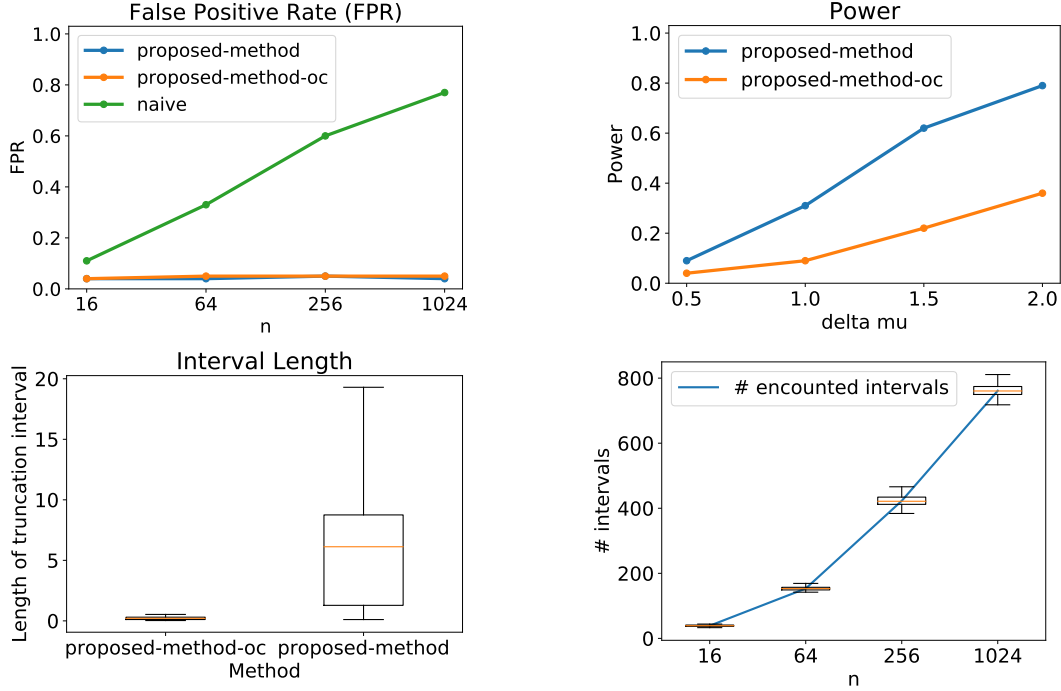 False Positive Rate (FPR)
1.0
0.8
0.6
0.4
0.2
0.0
FPR
proposed-method
proposed-method-oc
naive
16 64 256 1024
n
Power
1.0
0.8
0.6
0.4
0.2
0.0
Power
proposed-method
proposed-method-oc
0.5 1.0 1.5 2.0
delta mu
Interval Length
20
15
10
5
0
Length of truncation interval
proposed-method-oc proposed-method
Method
800
600
400
200
0
# intervals
# encounted intervals
16 64 256 1024
n